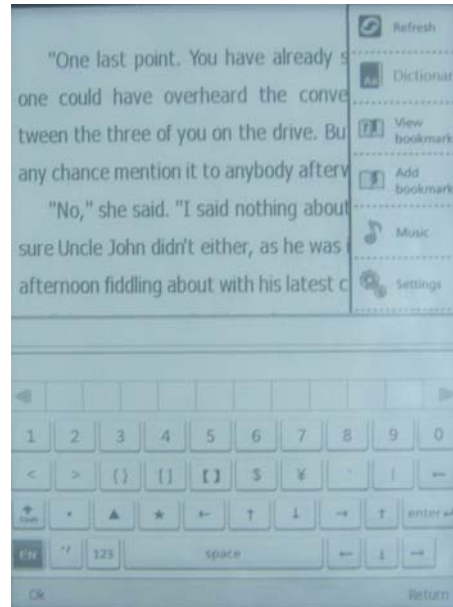 "One last point. You have already s
one could have overheard the conve
tween the three of you on the drive. Bu
any chance mention it to anybody afterw
"No," she said. "I said nothing about
sure Uncle John didn't either, as he was
afternoon fiddling about with his latest c
Refresh
Aa Dictionar
View
bookmark
Add
bookmark
Music
Settings
1 2 3 4 5 6 7 8 9 0
< > () [] 【】 $ ¥ |
▲ ★ ← ↑ ↓ → ↑ enter
EN 123 space ← ↓ →
Ok Return